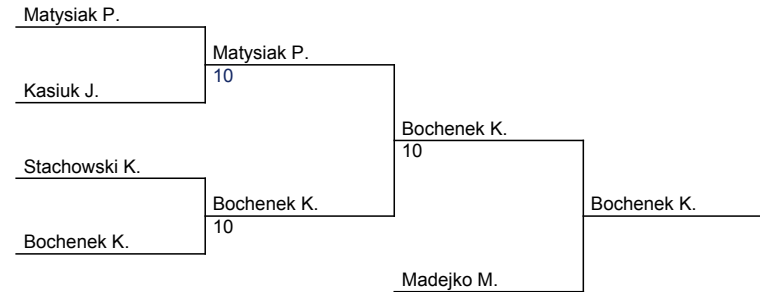 Matysiak P.
Matysiak P.
10
Kasiuk J.
Bochenek K.
10
Stachowski K.
Bochenek K.
Bochenek K.
10
Bochenek K.
Madejko M.